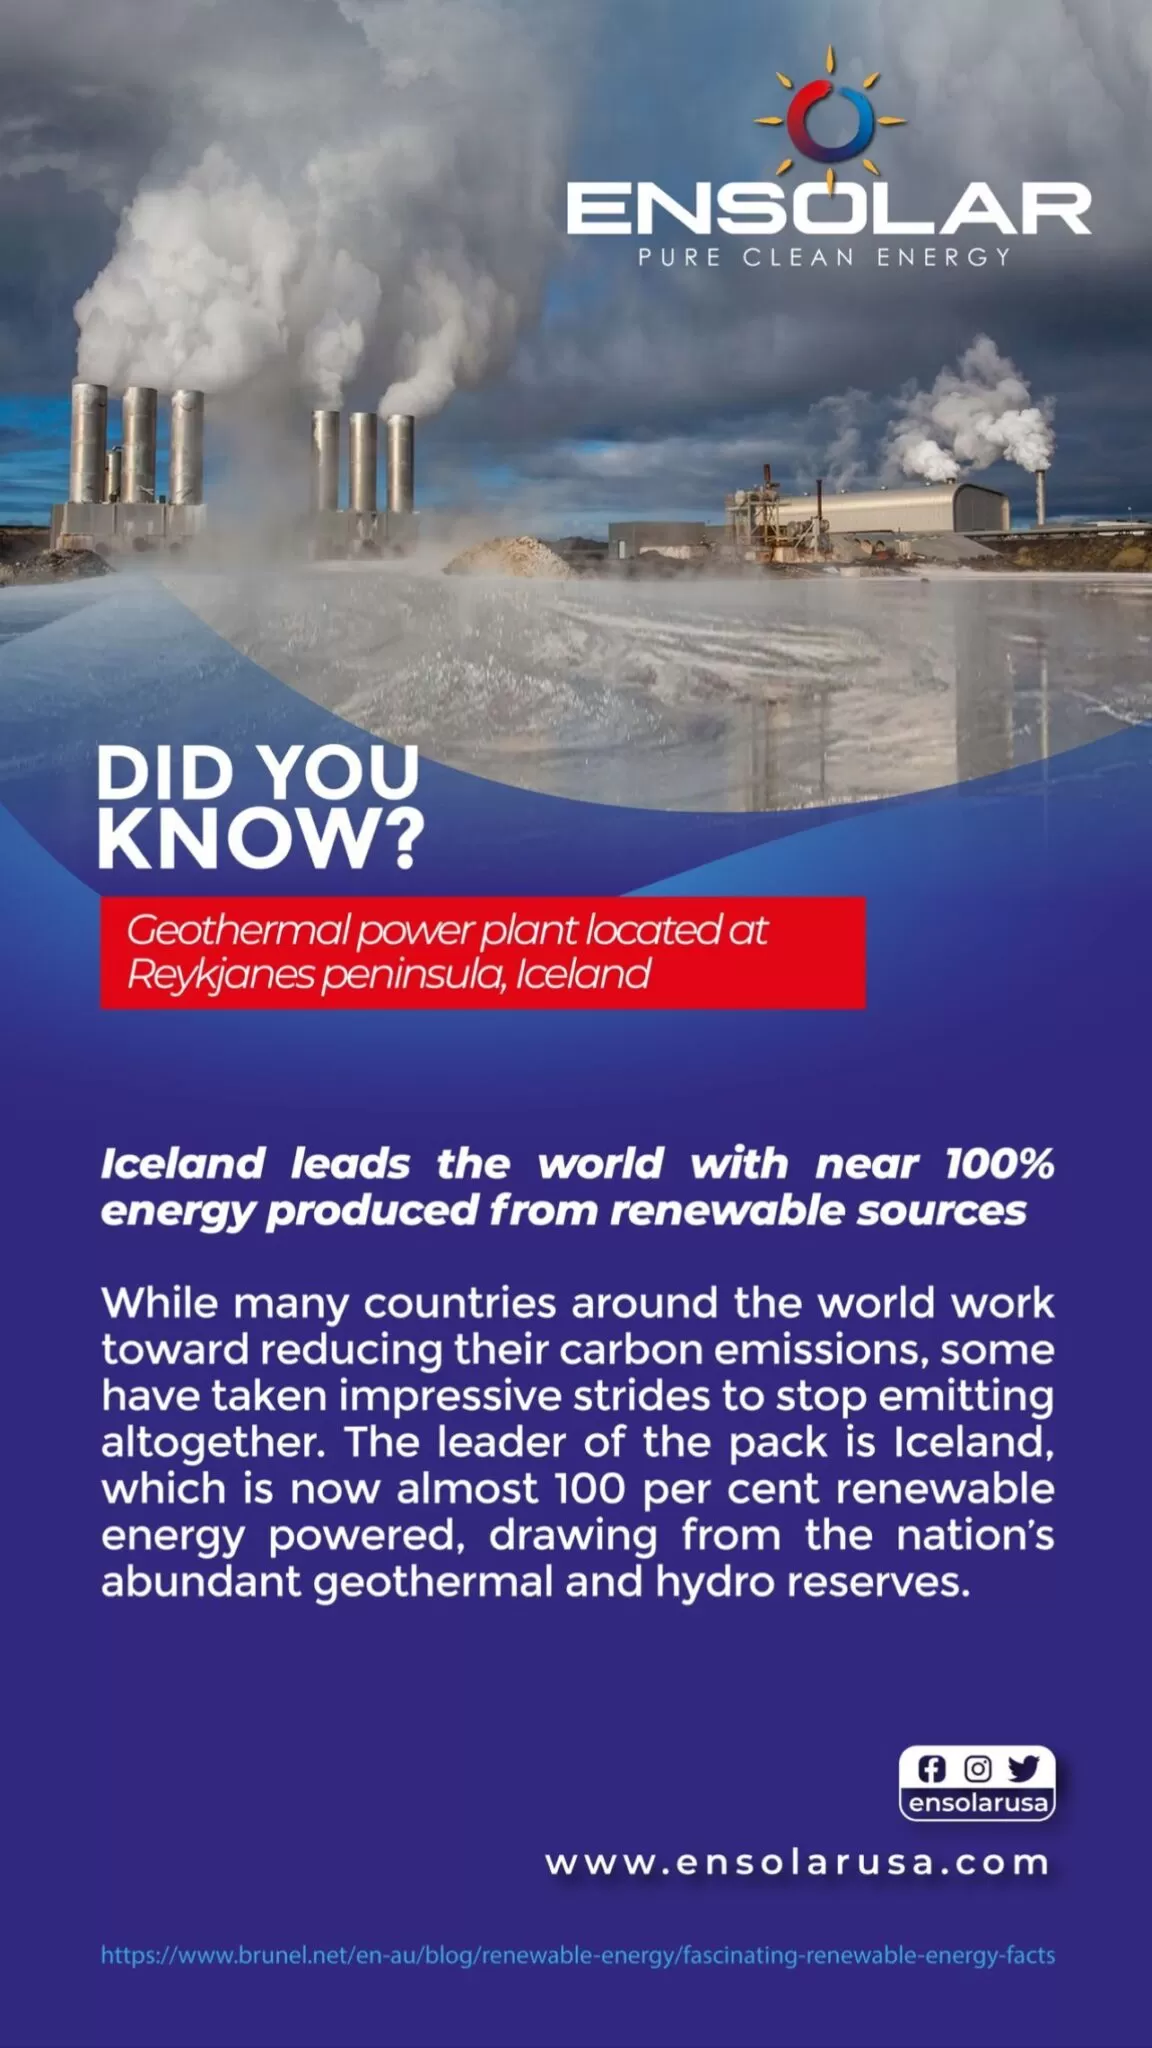 ENSOLAR
PURE CLEAN ENERGY
DID YOU
KNOW?
Geothermal power plant located at
Reykjanes peninsula, Iceland
Iceland leads the world with near 100%
energy produced from renewable sources
While many countries around the world work
toward reducing their carbon emissions, some
have taken impressive strides to stop emitting
altogether. The leader of the pack is Iceland,
which is now almost 100 per cent renewable
energy powered, drawing from the nation’s
abundant geothermal and hydro reserves.
ensolarusa
www.ensolarusa.com
https://www.brunel.net/en-au/blog/renewable-energy/fascinating-renewable-energy-facts